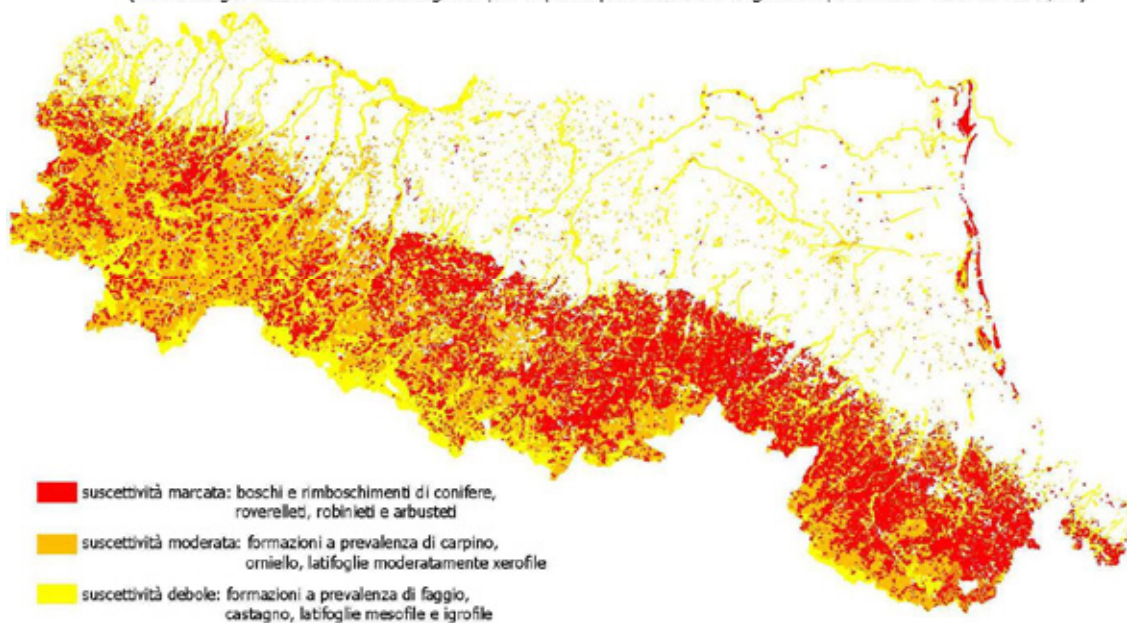 suscettività marcata: boschi e rimboschimenti di conifere,
roverelleti, robinieti e arbusteti
suscettività moderata: formazioni a prevalenza di carpino,
orniello, latifoglie moderatamente xerofile
suscettività debole: formazioni a prevalenza di faggio,
castagno, latifoglie mesofile e igrofile